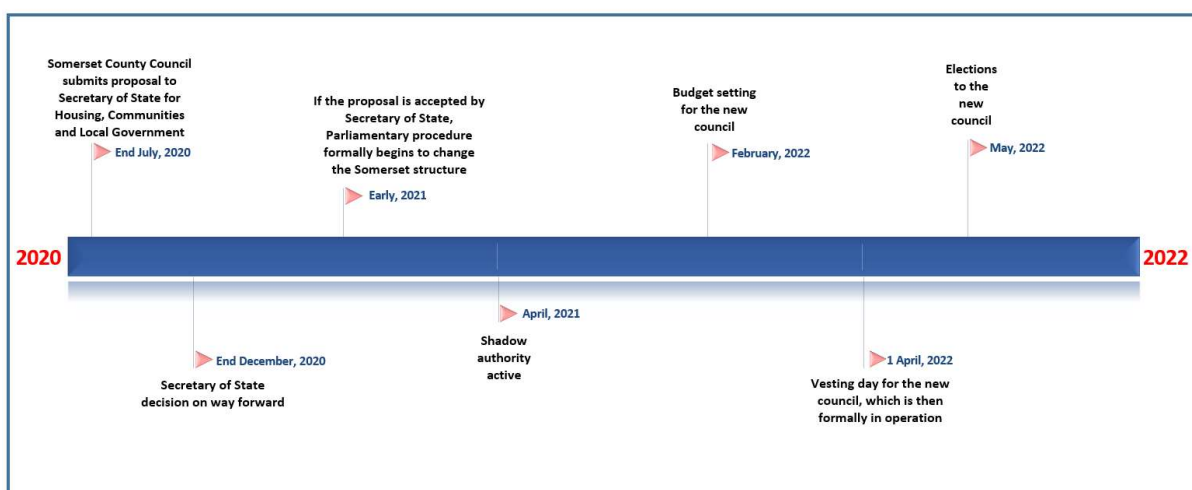 Somerset County Council
submits proposal to
Secretary of State for
Housing, Communities
and Local Government
End July, 2020
If the proposal is accepted by
Secretary of State,
Parliamentary procedure
formally begins to change
the Somerset structure
Early, 2021
Budget setting
for the new
council
February, 2022
Elections
to the
new
council
May, 2022
2020
2022
End December, 2020
Secretary of State
decision on way forward
April, 2021
Shadow
authority
active
1 April, 2022
Vesting day for the new
council, which is then
formally in operation